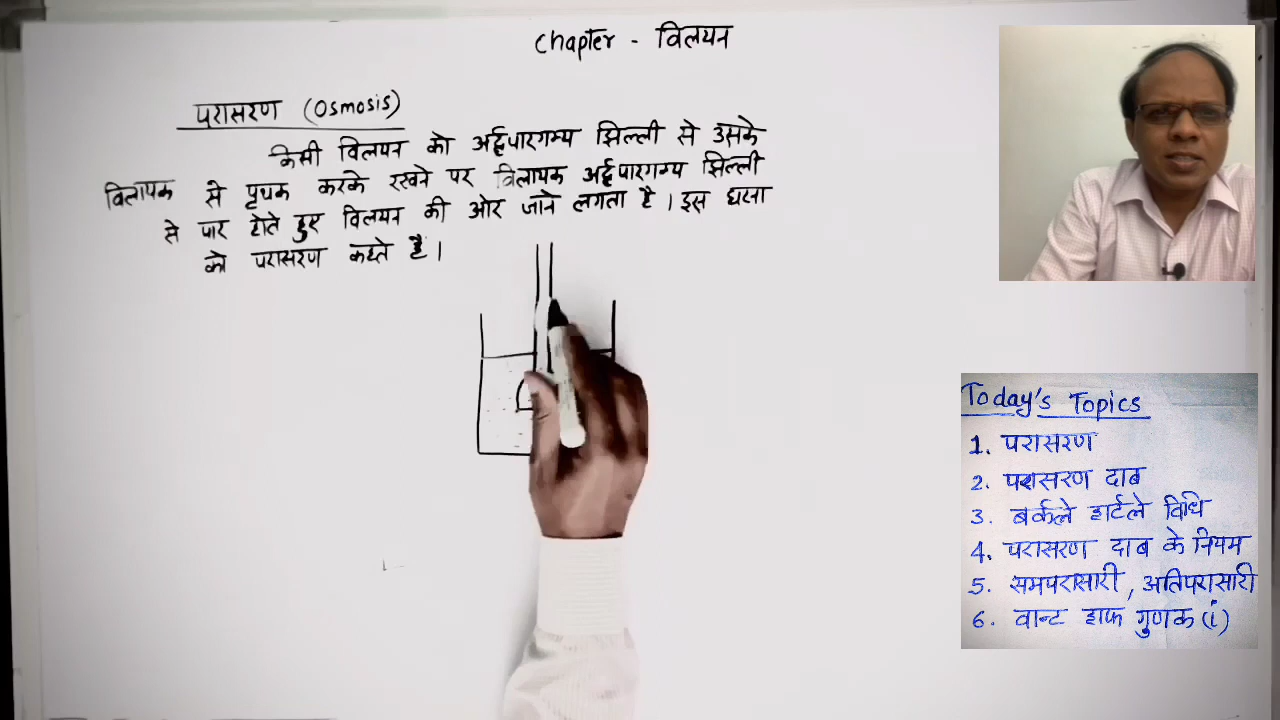 Chapter - विलयन
परासरण (Osmosis)
किसी विलयन को अर्द्धपारगम्य झिल्ली से उसके
विलायक से पृथक करके रखने पर विलायक अर्द्धपारगम्य झिल्ली
से पार होते हुए विलयन की ओर जाने लगता है। इस घटना
को परासरण कहते है।
Today's Topics
1. परासरण
2. परासरण दाब
3. बर्कले हार्टले विधि
4. परासरण दाब के नियम
5. समपरासारी, अतिपरासारी
6. वान्ट हाफ गुणक (i)